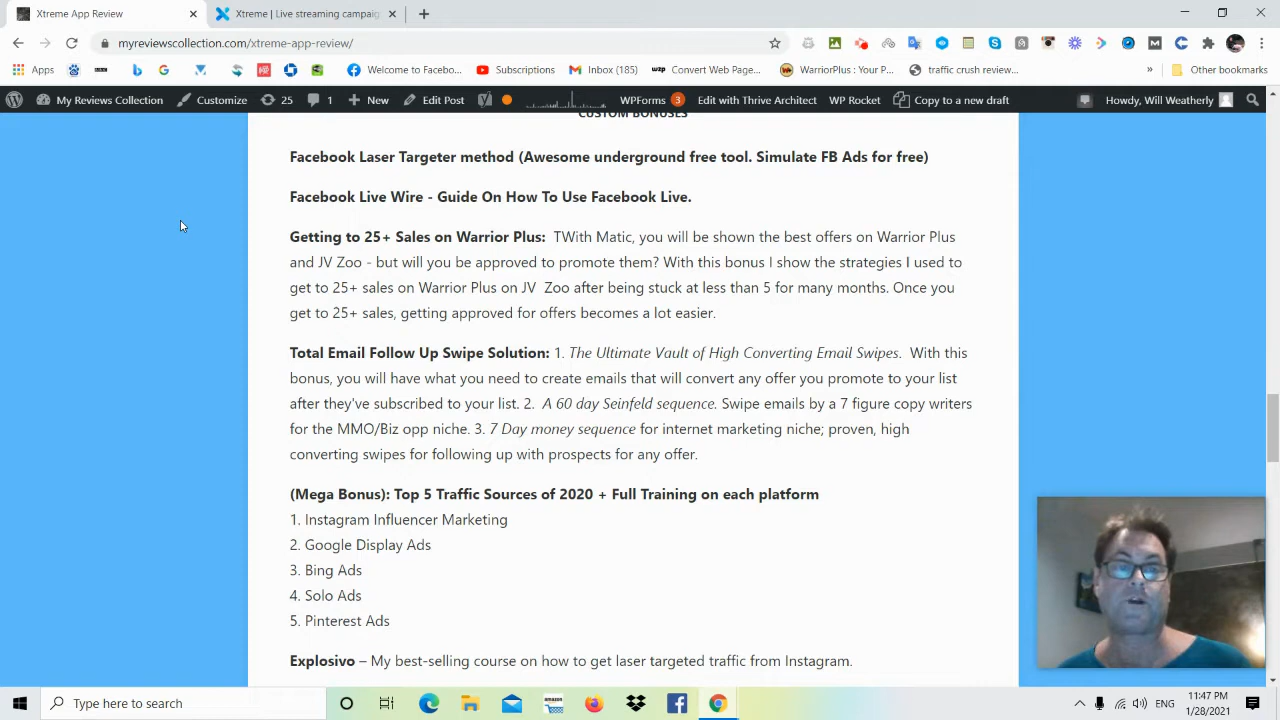 Xtreme App Review
Xtreme | Live streaming campaig
myreviewscollection.com/xtreme-app-review/
Apps
Welcome to Facebo...
Subscriptions
Inbox (185)
wzp Convert Web Page...
WarriorPlus : Your P...
traffic crush review...
»
Other bookmarks
My Reviews Collection
Customize
25
1
New
Edit Post
WPForms 3
Edit with Thrive Architect
WP Rocket
Copy to a new draft
Howdy, Will Weatherly
CUSTOM BONUSES
Facebook Laser Targeter method (Awesome underground free tool. Simulate FB Ads for free)
Facebook Live Wire - Guide On How To Use Facebook Live.
Getting to 25+ Sales on Warrior Plus: TWith Matic, you will be shown the best offers on Warrior Plus
and JV Zoo - but will you be approved to promote them? With this bonus I show the strategies I used to
get to 25+ sales on Warrior Plus on JV Zoo after being stuck at less than 5 for many months. Once you
get to 25+ sales, getting approved for offers becomes a lot easier.
Total Email Follow Up Swipe Solution: 1. The Ultimate Vault of High Converting Email Swipes. With this
bonus, you will have what you need to create emails that will convert any offer you promote to your list
after they've subscribed to your list. 2. A 60 day Seinfeld sequence. Swipe emails by a 7 figure copy writers
for the MMO/Biz opp niche. 3. 7 Day money sequence for internet marketing niche; proven, high
converting swipes for following up with prospects for any offer.
(Mega Bonus): Top 5 Traffic Sources of 2020 + Full Training on each platform
1. Instagram Influencer Marketing
2. Google Display Ads
3. Bing Ads
4. Solo Ads
5. Pinterest Ads
Explosivo – My best-selling course on how to get laser targeted traffic from Instagram.
Type here to search
amazon
ENG
11:47 PM
1/28/2021